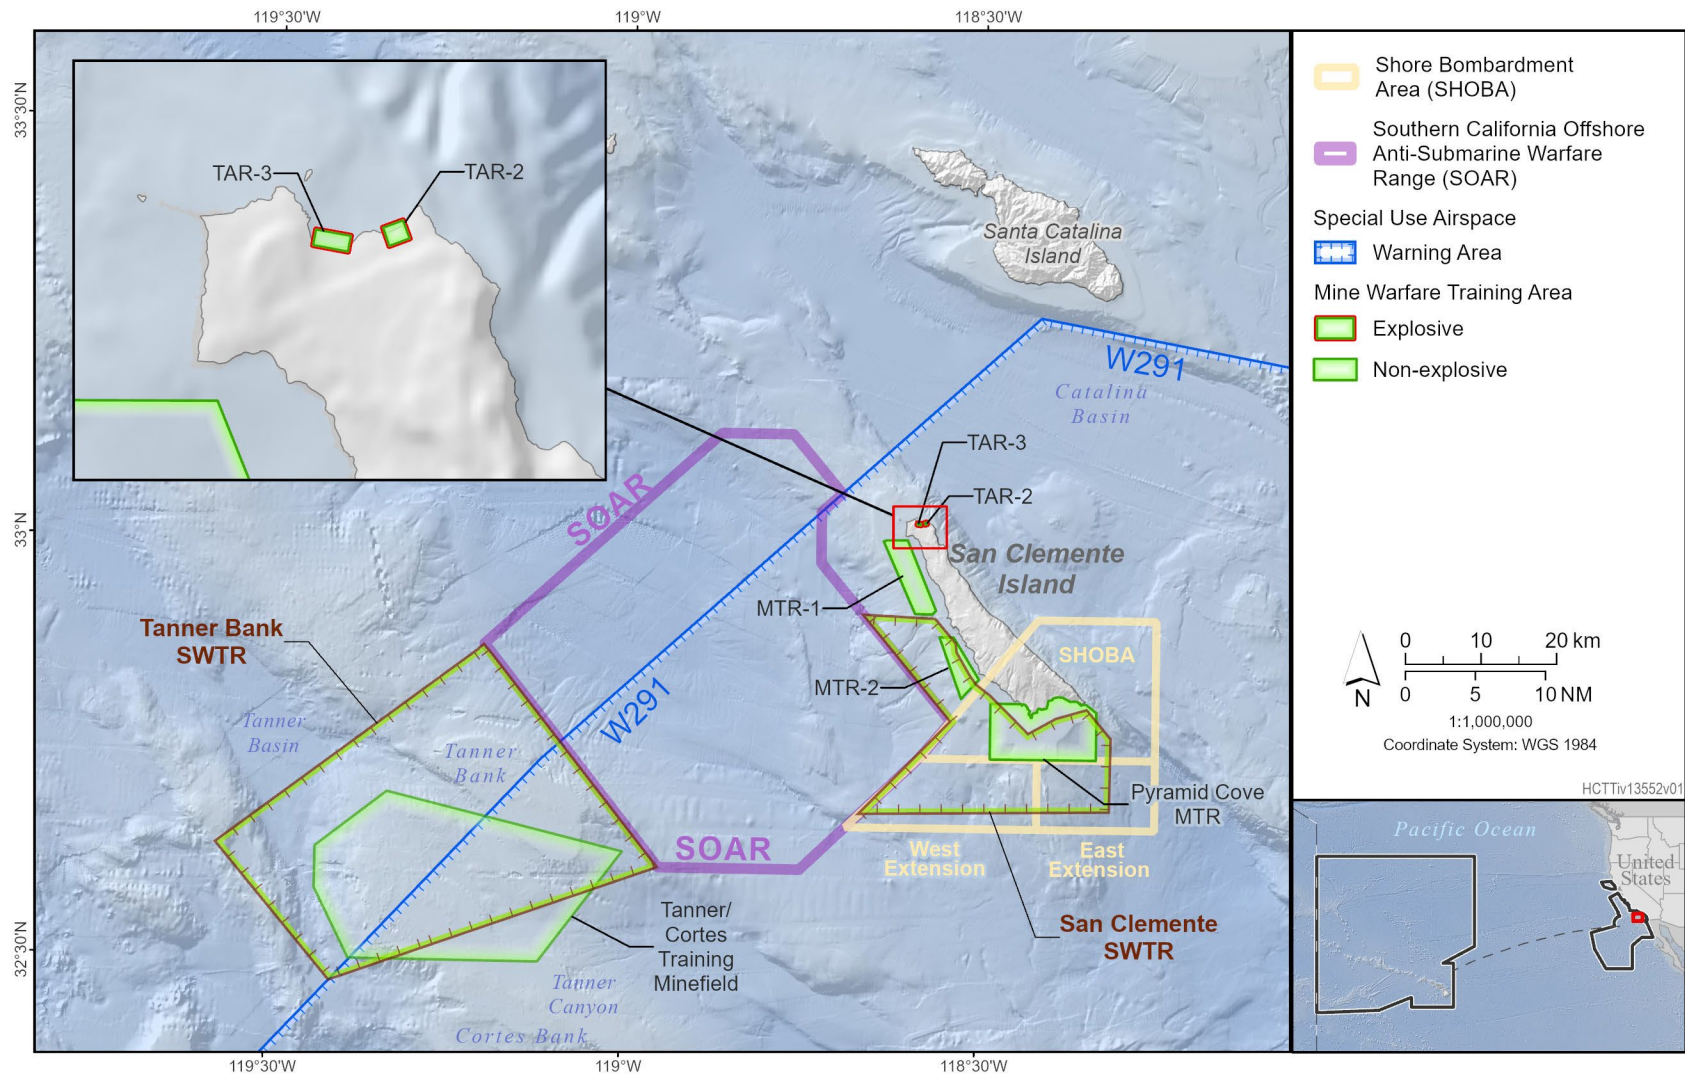 119°30'W
119°W
118°30'W
33°30'N
33°N
32°30'N
TAR-3
TAR-2
Santa Catalina
Island
W291
Catalina
Basin
SOAR
TAR-3
TAR-2
San Clemente
Island
MTR-1
Tanner Bank
SWTR
SHOBA
MTR-2
W291
Tanner
Basin
Tanner
Bank
Pyramid Cove
MTR
SOAR
West
Extension
East
Extension
Tanner/
Cortes
Training
Minefield
San Clemente
SWTR
Tanner
Canyon
Cortes Bank
119°30'W
119°W
118°30'W
Shore Bombardment
Area (SHOBA)
Southern California Offshore
Anti-Submarine Warfare
Range (SOAR)
Special Use Airspace
Warning Area
Mine Warfare Training Area
Explosive
Non-explosive
N
0 10 20 km
0 5 10 NM
1:1,000,000
Coordinate System: WGS 1984
HCTTiv13552v01
Pacific Ocean
United
States